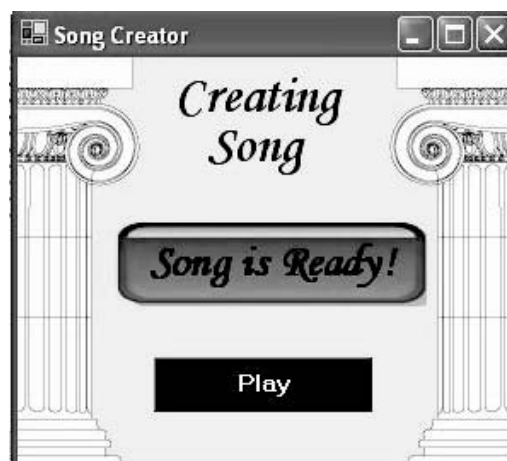 Song Creator
Creating
Song
Song is Ready!
Play